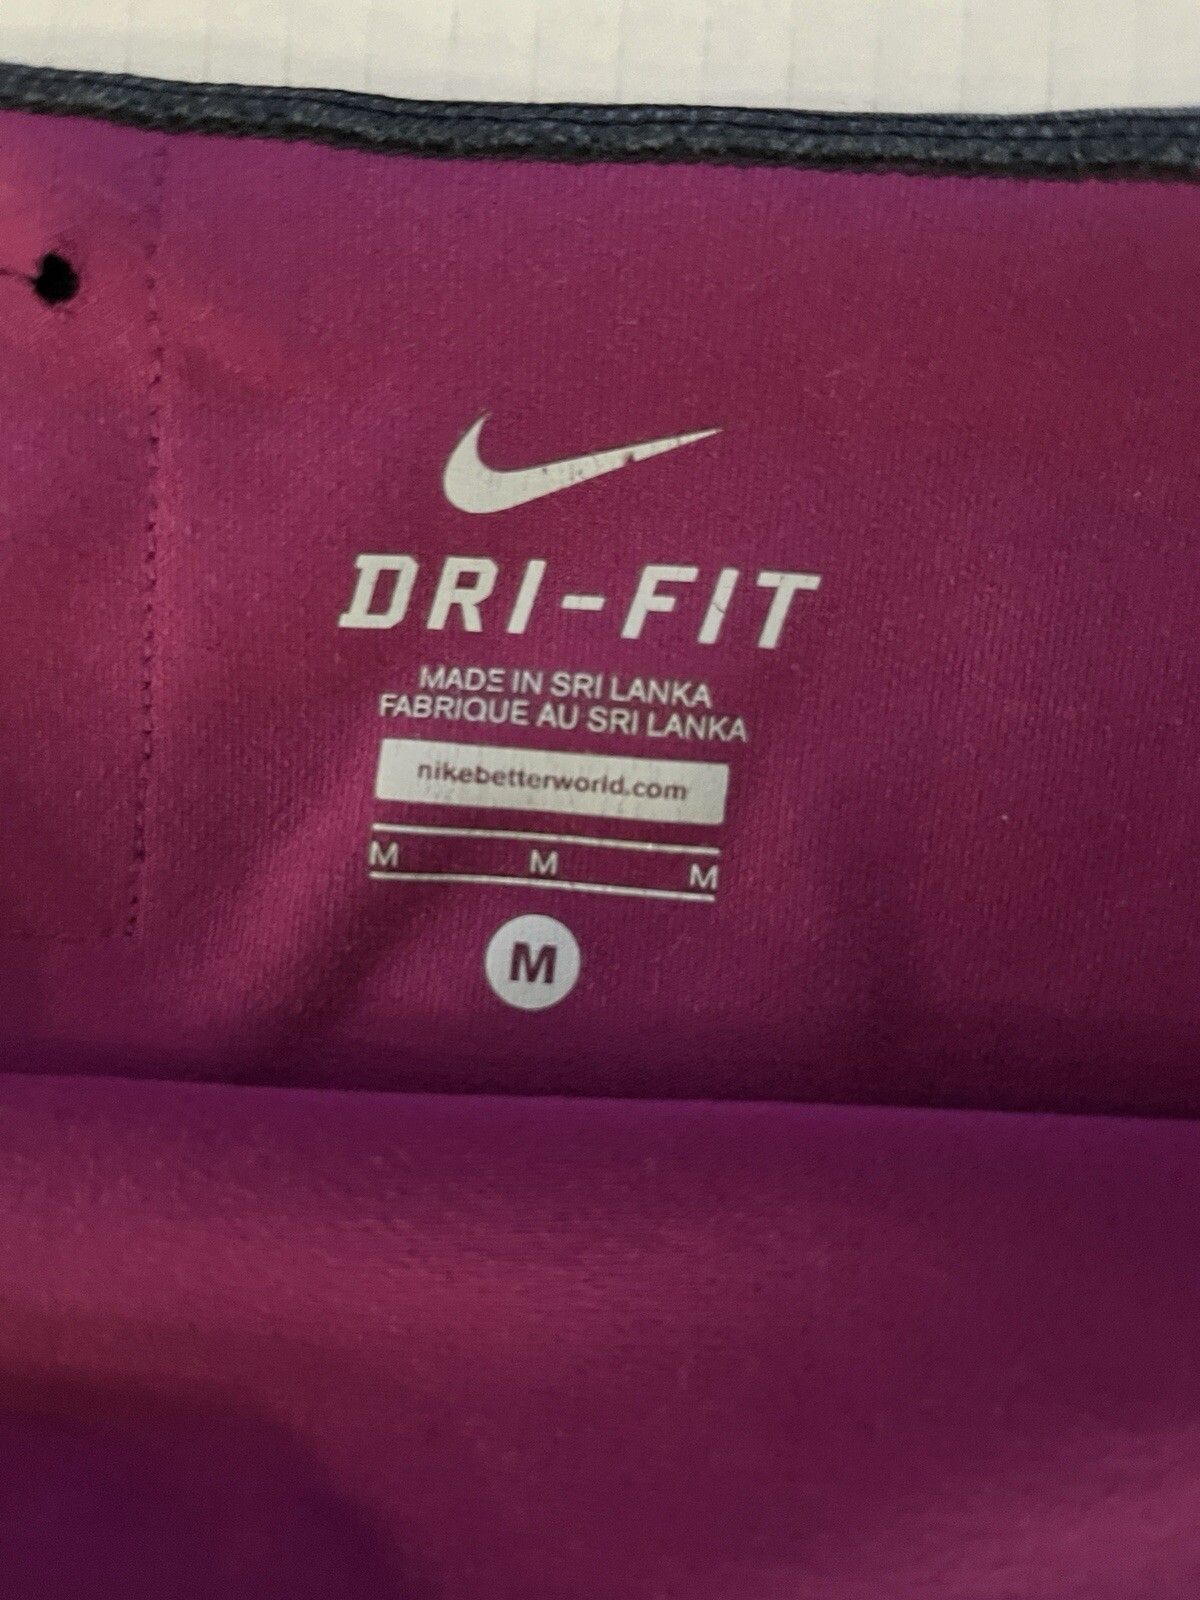 DRI-FIT
MADE IN SRI LANKA
FABRIQUE AU SRI LANKA
nikebetterworld.com
M M M
M